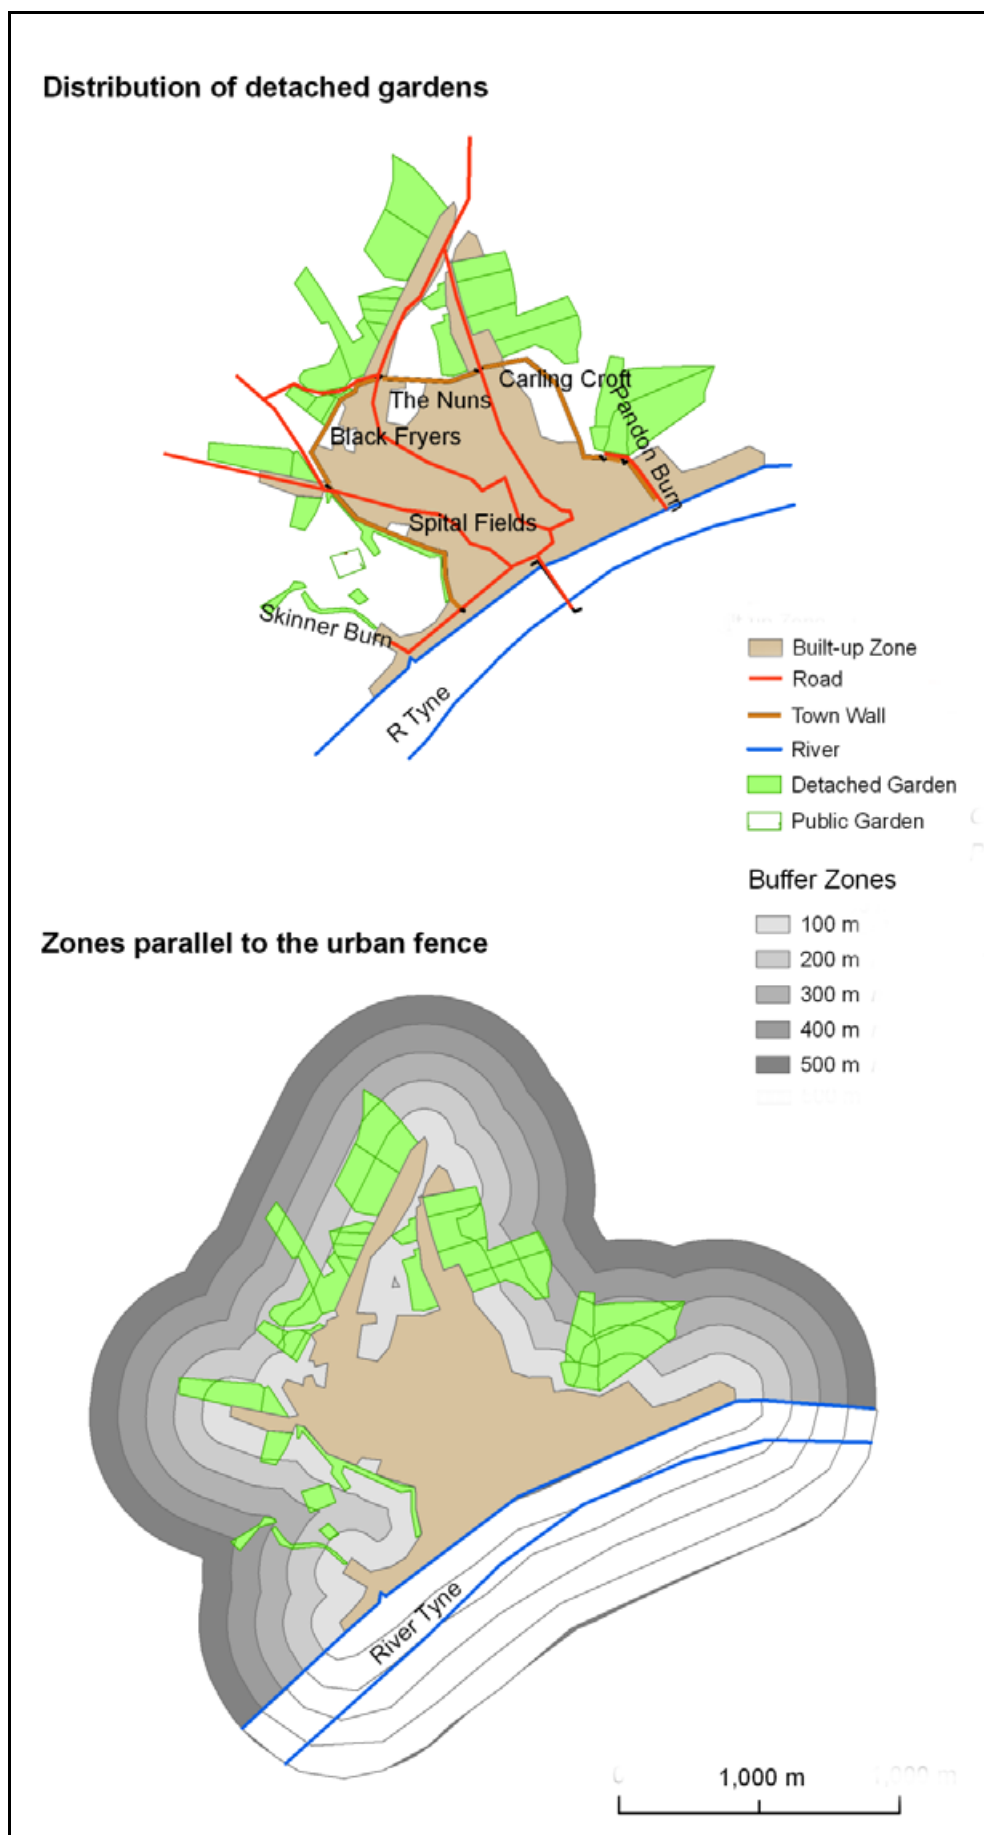 Distribution of detached gardens
Carling Croft
The Nuns
Pandon Burn
Black Fryers
Spital Fields
Skinner Burn
R Tyne
Built-up Zone
Road
Town Wall
River
Detached Garden
Public Garden
Buffer Zones
100 m
200 m
300 m
400 m
500 m
Zones parallel to the urban fence
River Tyne
1,000 m